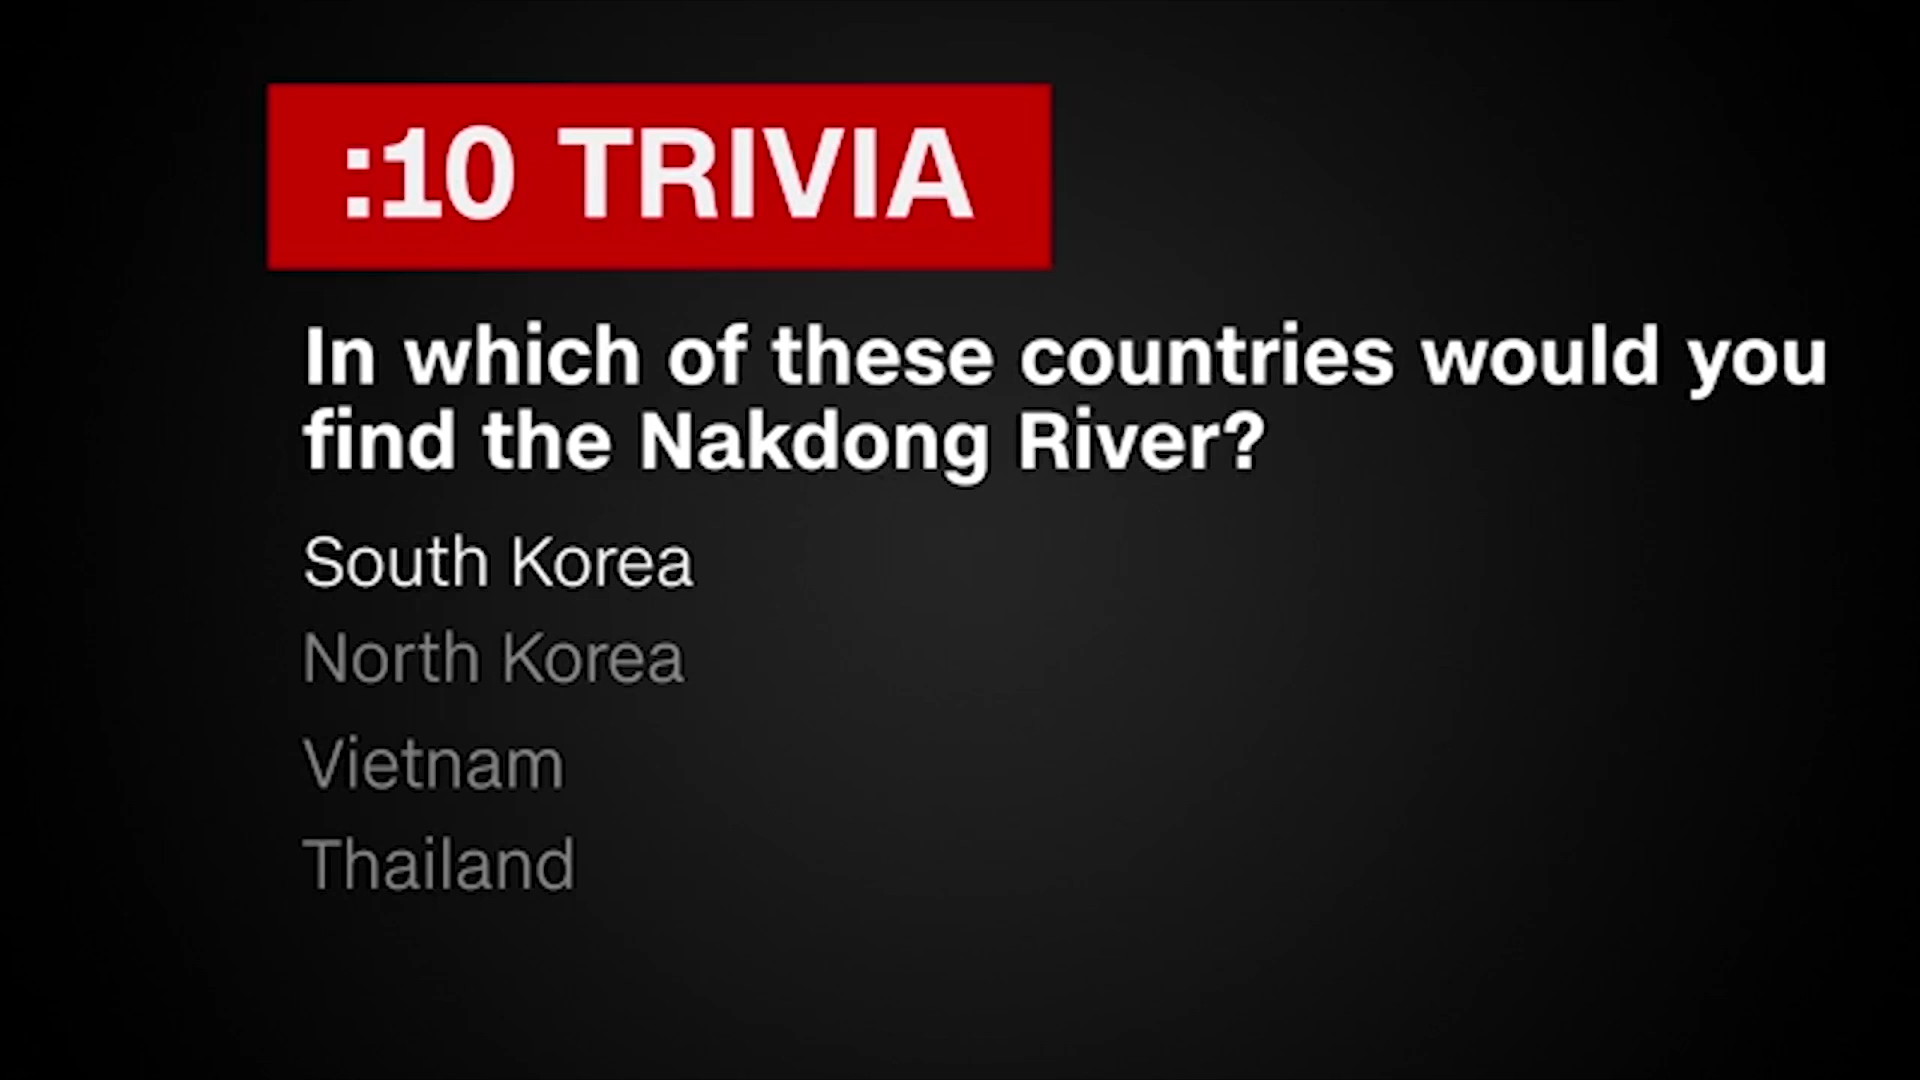 :10 TRIVIA
In which of these countries would you
find the Nakdong River?
South Korea
North Korea
Vietnam
Thailand